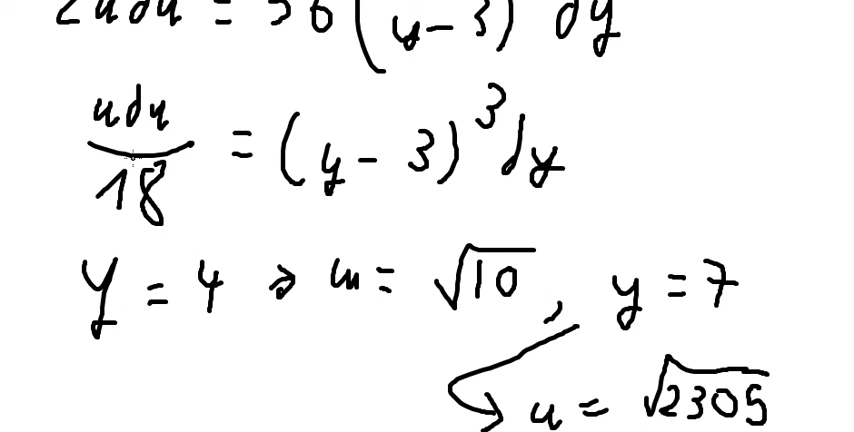 2udu = 36(y-3) dy
udu/18 = (y-3)^3 dy
y = 4 ⇒ u = √10, y = 7
→ u = √2305